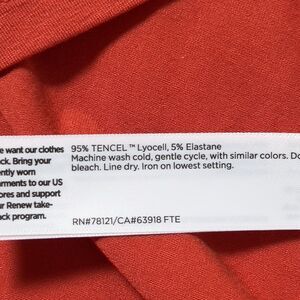 e want our clothes
ck. Bring your
ently worn
arments to our US
ores and support
ur Renew take-
ack program.
95% TENCEL™ Lyocell, 5% Elastane
Machine wash cold, gentle cycle, with similar colors. Do
bleach. Line dry. Iron on lowest setting.
RN#78121/CA#63918 FTE